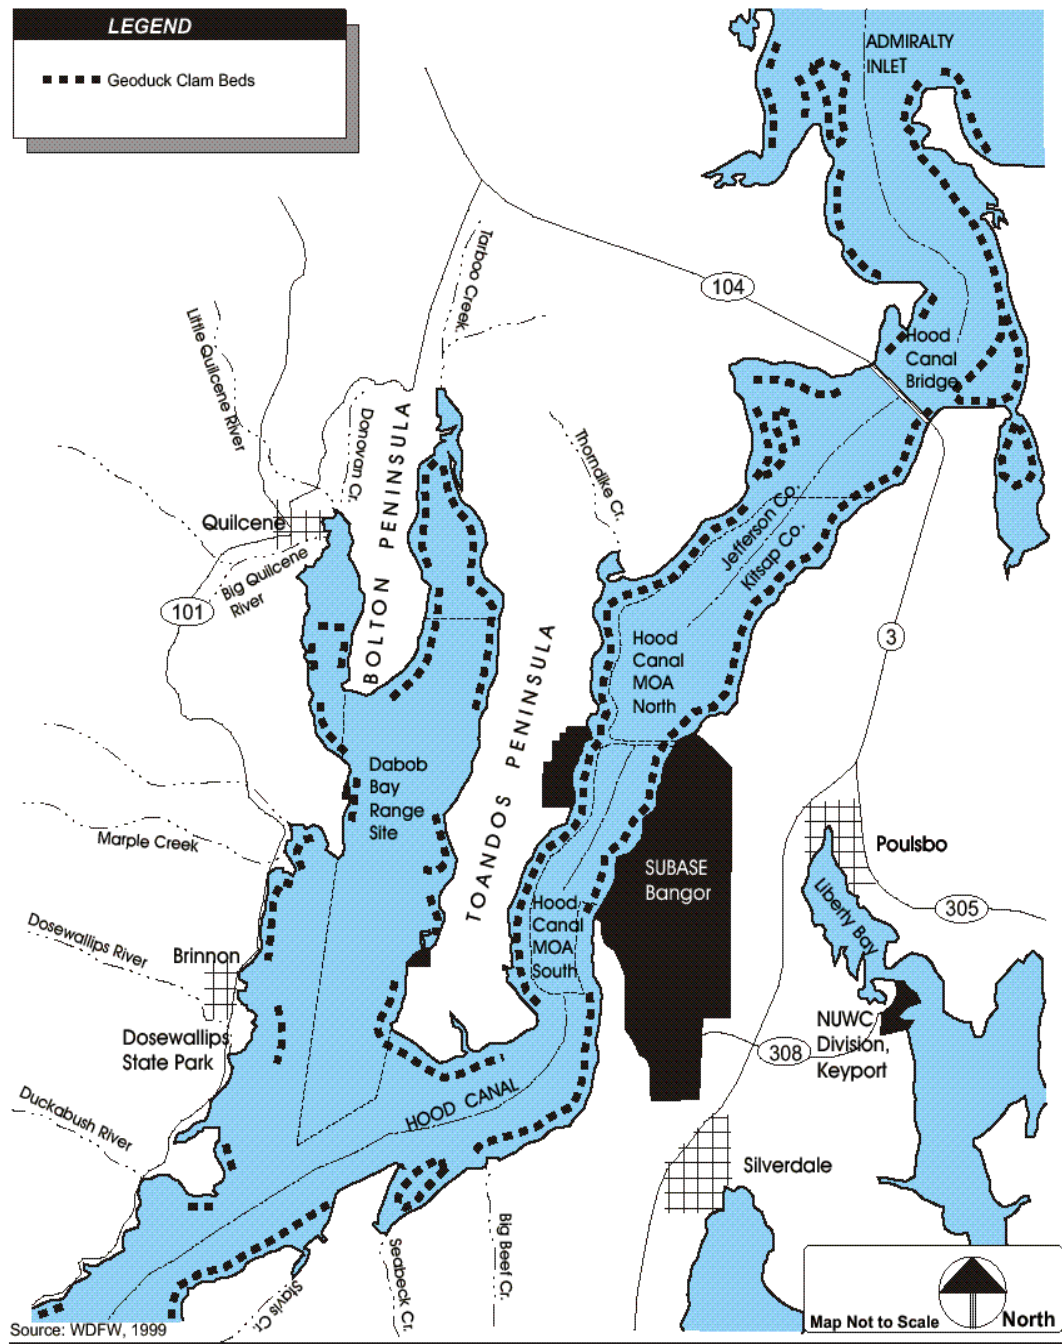 LEGEND
Geoduck Clam Beds
ADMIRALTY
INLET
Tarboo Creek
104
Little Quilcene River
Hood
Canal
Bridge
Donovan Cr.
BOLTON PENINSULA
Thorndike Cr.
Quilcene
Big Quilcene
River
101
Jefferson Co.
Kitsap Co.
3
Hood
Canal
MOA
North
TOANDOS PENINSULA
Dabob
Bay
Range
Site
Marple Creek
Poulsbo
SUBASE
Bangor
Liberty Bay
305
Hood
Canal
MOA
South
Dosewallips River
Brinnon
Dosewallips
State Park
NUWC
Division,
Keyport
308
Duckabush River
HOOD CANAL
Silverdale
Big Beef Cr.
Seabeck Cr.
Stavis Cr.
Map Not to Scale
North
Source: WDFW, 1999